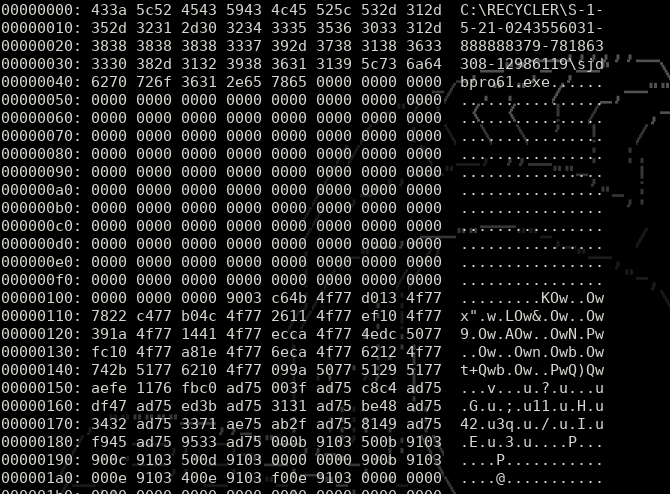 00000000: 433a 5c52 4543 5943 4c45 525c 532d 312d  C:\RECYCLER\S-1-
00000010: 352d 3231 2d30 3234 3335 3536 3033 312d  5-21-0243556031-
00000020: 3838 3838 3838 3337 392d 3738 3138 3633  888888379-781863
00000030: 3330 382d 3132 3938 3631 3139 5c73 6a64  308-12986119\sjd
00000040: 6270 726f 3631 2e65 7865 0000 0000 0000  bpro61.exe......
00000050: 0000 0000 0000 0000 0000 0000 0000 0000  ................
00000060: 0000 0000 0000 0000 0000 0000 0000 0000  ................
00000070: 0000 0000 0000 0000 0000 0000 0000 0000  ................
00000080: 0000 0000 0000 0000 0000 0000 0000 0000  ................
00000090: 0000 0000 0000 0000 0000 0000 0000 0000  ................
000000a0: 0000 0000 0000 0000 0000 0000 0000 0000  ................
000000b0: 0000 0000 0000 0000 0000 0000 0000 0000  ................
000000c0: 0000 0000 0000 0000 0000 0000 0000 0000  ................
000000d0: 0000 0000 0000 0000 0000 0000 0000 0000  ................
000000e0: 0000 0000 0000 0000 0000 0000 0000 0000  ................
000000f0: 0000 0000 0000 0000 0000 0000 0000 0000  ................
00000100: 0000 0000 0000 9003 c64b 4f77 d013 4f77  .........KOw..Ow
00000110: 7822 c477 b04c 4f77 2611 4f77 ef10 4f77  x".w.LOw&.Ow..Ow
00000120: 391a 4f77 1441 4f77 ecca 4f77 4edc 5077  9.Ow.AOw..OwN.Pw
00000130: fc10 4f77 a81e 4f77 6eca 4f77 6212 4f77  ..Ow..Own.Owb.Ow
00000140: 742b 5177 6210 4f77 099a 5077 5129 5177  t+Qwb.Ow..PwQ)Qw
00000150: aefe 1176 fbc0 ad75 003f ad75 c8c4 ad75  ...v...u.?.u...u
00000160: df47 ad75 ed3b ad75 3131 ad75 be48 ad75  .G.u.;.u11.u.H.u
00000170: 3432 ad75 3371 ae75 ab2f ad75 8149 ad75  42.u3q.u./.u.I.u
00000180: f945 ad75 9533 ad75 000b 9103 500b 9103  .E.u.3.u....P...
00000190: 900c 9103 500d 9103 0000 0000 900b 9103  ....P...........
000001a0: 000e 9103 400e 9103 f00e 9103 0000 0000  ....@...........